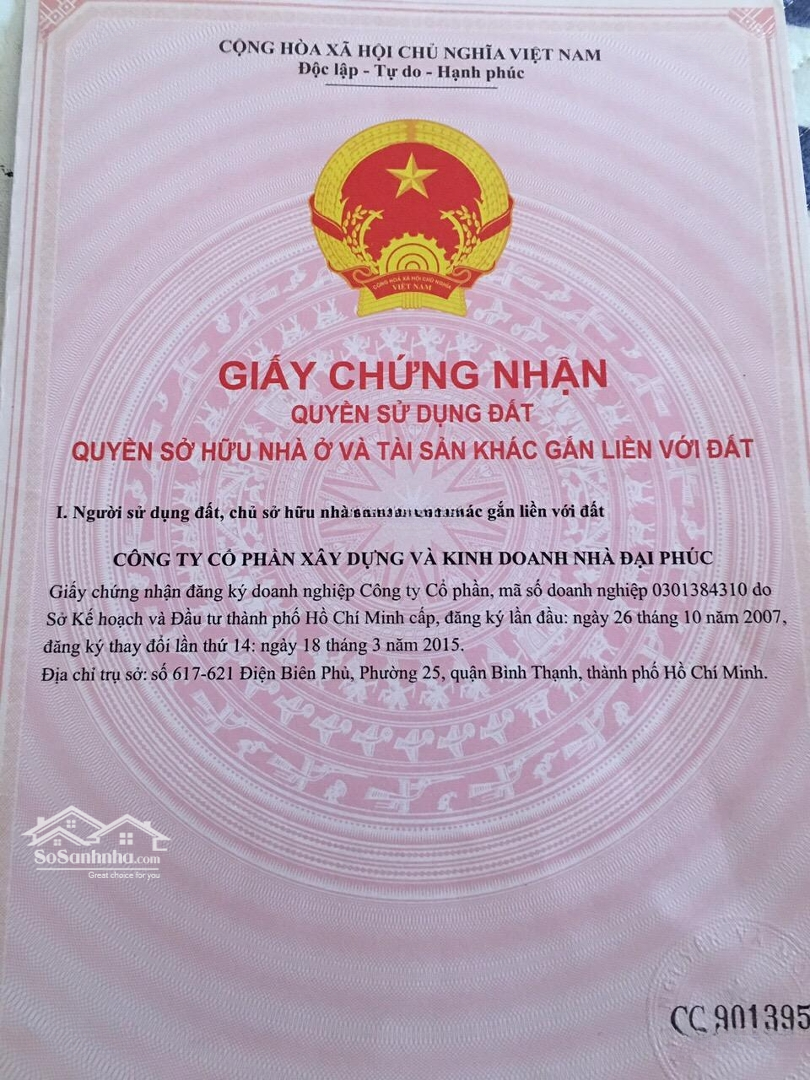 CỘNG HÒA XÃ HỘI CHỦ NGHĨA VIỆT NAM
Độc lập - Tự do - Hạnh phúc
CỘNG HOÀ XÃ HỘI CHỦ NGHĨA
VIỆT NAM
GIẤY CHỨNG NHẬN
QUYỀN SỬ DỤNG ĐẤT
QUYỀN SỞ HỮU NHÀ Ở VÀ TÀI SẢN KHÁC GẮN LIỀN VỚI ĐẤT
I. Người sử dụng đất, chủ sở hữu nhà gắn liền với đất
CÔNG TY CỔ PHẦN XÂY DỰNG VÀ KINH DOANH NHÀ ĐẠI PHÚC
Giấy chứng nhận đăng ký doanh nghiệp Công ty Cổ phần, mã số doanh nghiệp 0301384310 do
Sở Kế hoạch và Đầu tư thành phố Hồ Chí Minh cấp, đăng ký lần đầu: ngày 26 tháng 10 năm 2007,
đăng ký thay đổi lần thứ 14: ngày 18 tháng 3 năm 2015.
Địa chỉ trụ sở: số 617-621 Điện Biên Phủ, Phường 25, quận Bình Thạnh, thành phố Hồ Chí Minh.
SoSanhnha.com
Great choice for you
CC 901395